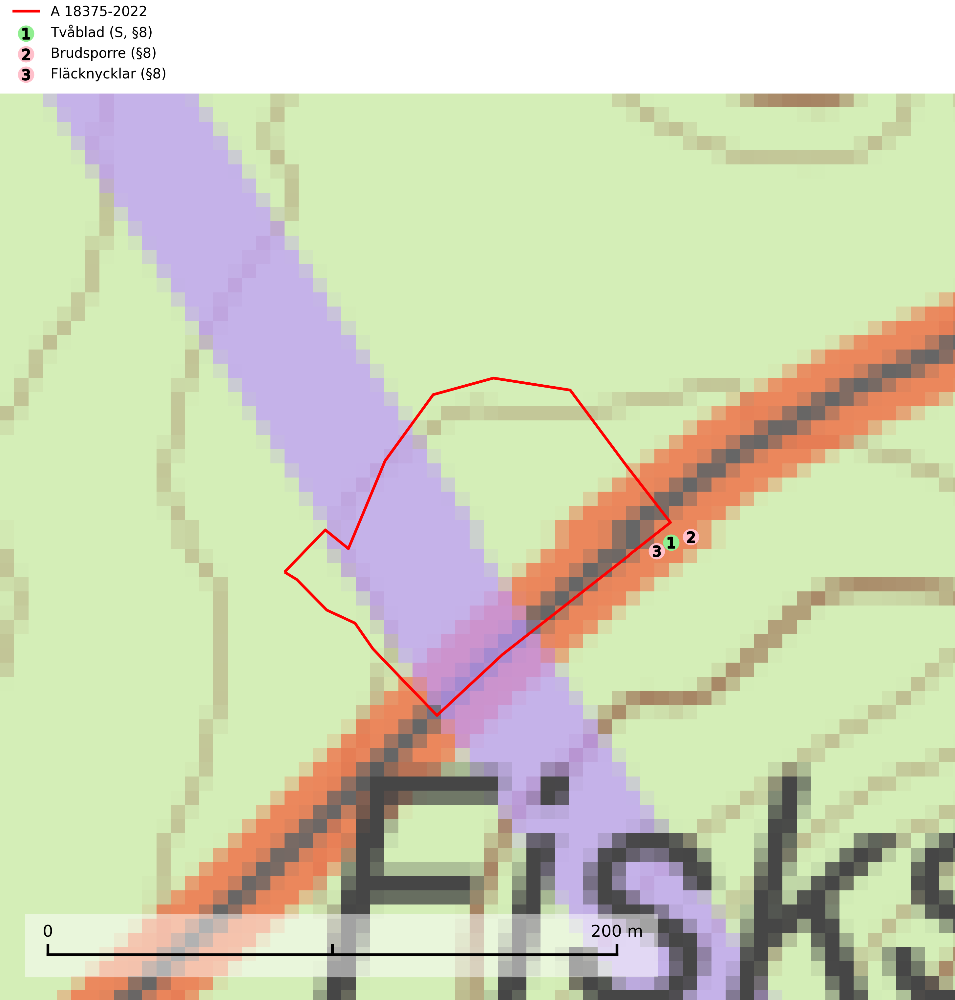 A 18375-2022
1 Tvåblad (S, §8)
2 Brudsporre (§8)
3 Fläcknycklar (§8)
2
1
3
0 200 m